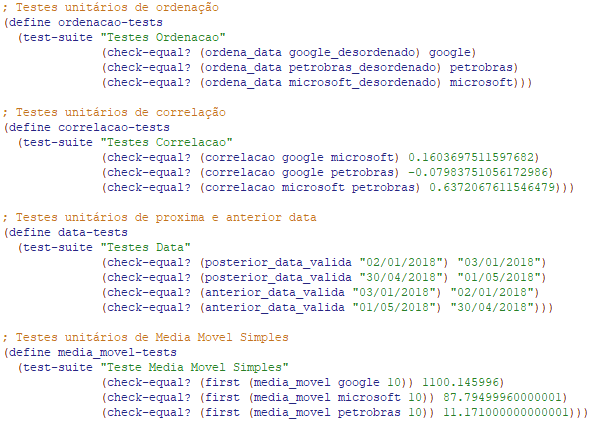 ; Testes unitários de ordenação
(define ordenacao-tests
  (test-suite "Testes Ordenacao"
              (check-equal? (ordena_data google_desordenado) google)
              (check-equal? (ordena_data petrobras_desordenado) petrobras)
              (check-equal? (ordena_data microsoft_desordenado) microsoft)))

; Testes unitários de correlação
(define correlacao-tests
  (test-suite "Testes Correlacao"
              (check-equal? (correlacao google microsoft) 0.1603697511597682)
              (check-equal? (correlacao google petrobras) -0.07983751056172986)
              (check-equal? (correlacao microsoft petrobras) 0.6372067611546479)))

; Testes unitários de proxima e anterior data
(define data-tests
  (test-suite "Testes Data"
              (check-equal? (posterior_data_valida "02/01/2018") "03/01/2018")
              (check-equal? (posterior_data_valida "30/04/2018") "01/05/2018")
              (check-equal? (anterior_data_valida "03/01/2018") "02/01/2018")
              (check-equal? (anterior_data_valida "01/05/2018") "30/04/2018")))

; Testes unitários de Media Movel Simples
(define media_movel-tests
  (test-suite "Teste Media Movel Simples"
              (check-equal? (first (media_movel google 10)) 1100.145996)
              (check-equal? (first (media_movel microsoft 10)) 87.79499960000001)
              (check-equal? (first (media_movel petrobras 10)) 11.171000000000001)))